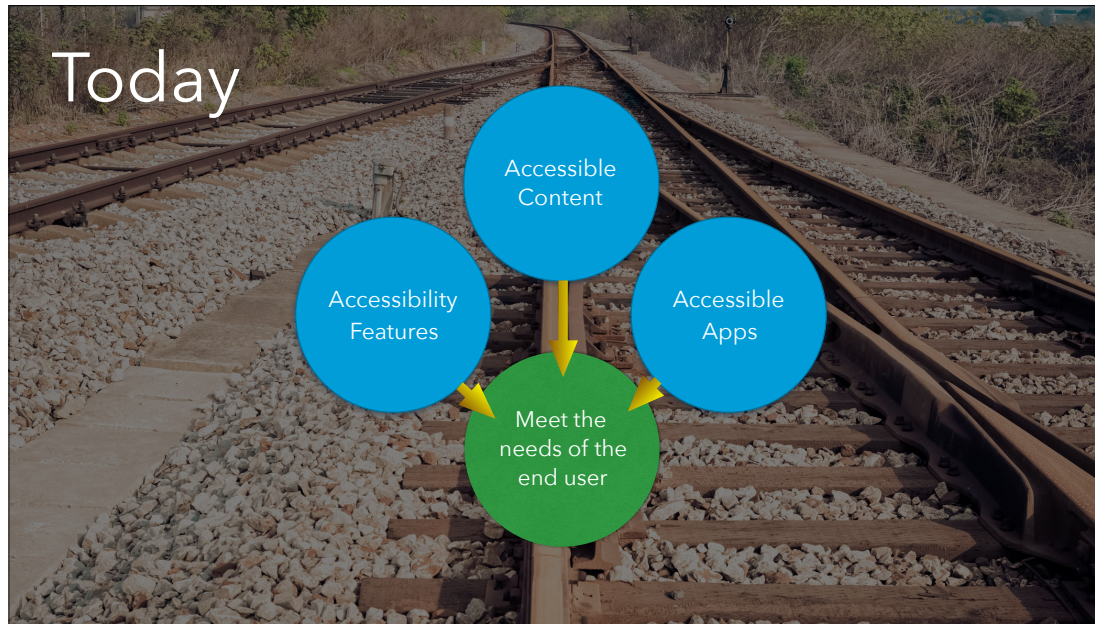 Today
Accessible
Content
Accessibility
Features
Accessible
Apps
Meet the
needs of the
end user